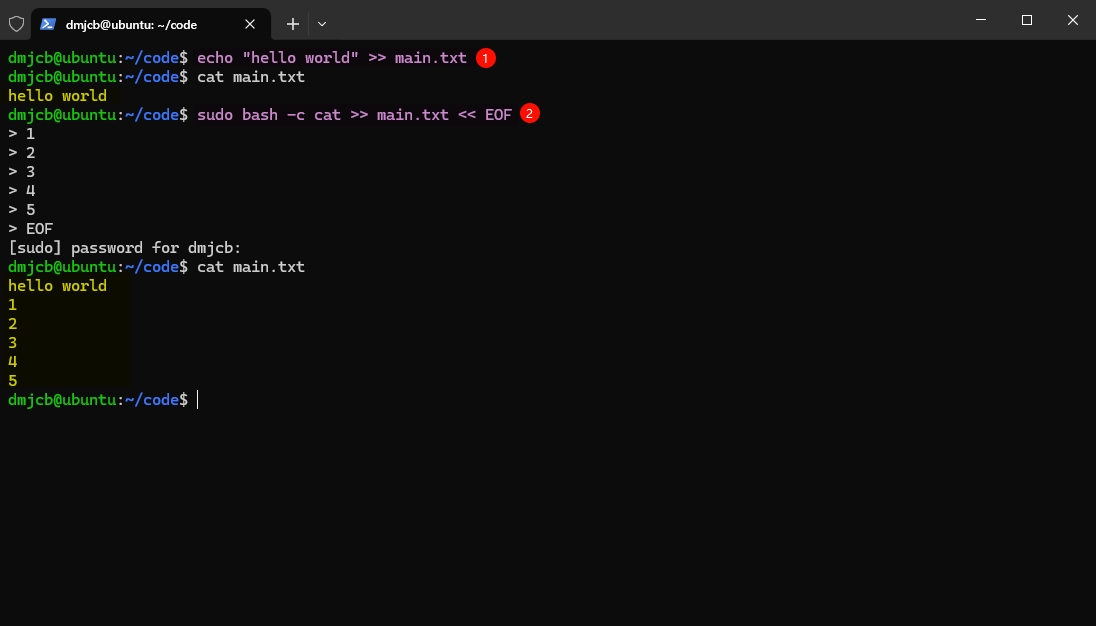 dmjcb@ubuntu: ~/code
dmjcb@ubuntu:~/code$ echo "hello world" >> main.txt 1
dmjcb@ubuntu:~/code$ cat main.txt
hello world
dmjcb@ubuntu:~/code$ sudo bash -c cat >> main.txt << EOF 2
> 1
> 2
> 3
> 4
> 5
> EOF
[sudo] password for dmjcb:
dmjcb@ubuntu:~/code$ cat main.txt
hello world
1
2
3
4
5
dmjcb@ubuntu:~/code$